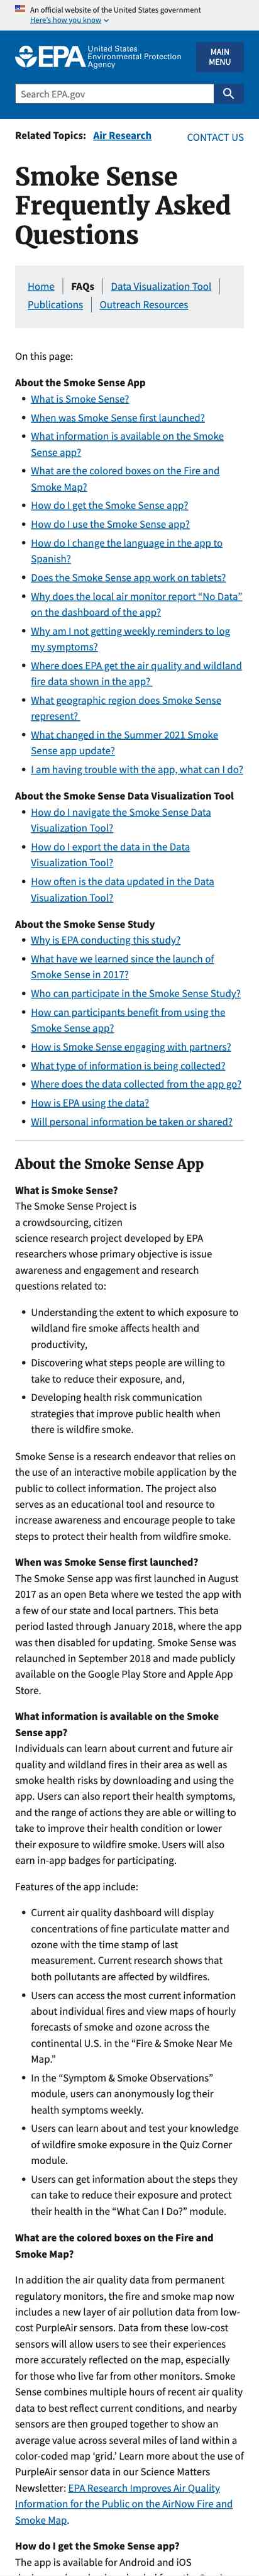 An official website of the United States government
Here's how you know
EPA United States
Environmental Protection
Agency
MAIN
MENU
Search EPA.gov
Related Topics: Air Research
CONTACT US
Smoke Sense
Frequently Asked
Questions
Home FAQs Data Visualization Tool
Publications Outreach Resources
On this page:
About the Smoke Sense App
What is Smoke Sense?
When was Smoke Sense first launched?
What information is available on the Smoke
Sense app?
What are the colored boxes on the Fire and
Smoke Map?
How do I get the Smoke Sense app?
How do I use the Smoke Sense app?
How do I change the language in the app to
Spanish?
Does the Smoke Sense app work on tablets?
Why does the local air monitor report “No Data”
on the dashboard of the app?
Why am I not getting weekly reminders to log
my symptoms?
Where does EPA get the air quality and wildland
fire data shown in the app?
What geographic region does Smoke Sense
represent?
What changed in the Summer 2021 Smoke
Sense app update?
I am having trouble with the app, what can I do?
About the Smoke Sense Data Visualization Tool
How do I navigate the Smoke Sense Data
Visualization Tool?
How do I export the data in the Data
Visualization Tool?
How often is the data updated in the Data
Visualization Tool?
About the Smoke Sense Study
Why is EPA conducting this study?
What have we learned since the launch of
Smoke Sense in 2017?
Who can participate in the Smoke Sense Study?
How can participants benefit from using the
Smoke Sense app?
How is Smoke Sense engaging with partners?
What type of information is being collected?
Where does the data collected from the app go?
How is EPA using the data?
Will personal information be taken or shared?
About the Smoke Sense App
What is Smoke Sense?
The Smoke Sense Project is
a crowdsourcing, citizen
science research project developed by EPA
researchers whose primary objective is issue
awareness and engagement and research
questions related to:
Understanding the extent to which exposure to
wildland fire smoke affects health and
productivity,
Discovering what steps people are willing to
take to reduce their exposure, and,
Developing health risk communication
strategies that improve public health when
there is wildfire smoke.
Smoke Sense is a research endeavor that relies on
the use of an interactive mobile application by the
public to collect information. The project also
serves as an educational tool and resource to
increase awareness and encourage people to take
steps to protect their health from wildfire smoke.
When was Smoke Sense first launched?
The Smoke Sense app was first launched in August
2017 as an open Beta where we tested the app with
a few of our state and local partners. This beta
period lasted through January 2018, where the app
was then disabled for updating. Smoke Sense was
relaunched in September 2018 and made publicly
available on the Google Play Store and Apple App
Store.
What information is available on the Smoke
Sense app?
Individuals can learn about current and future air
quality and wildland fires in their area as well as
smoke health risks by downloading and using the
app. Users can also report their health symptoms,
and the range of actions they are able or willing to
take to improve their health condition or lower
their exposure to wildfire smoke. Users will also
earn in-app badges for participating.
Features of the app include:
Current air quality dashboard will display
concentrations of fine particulate matter and
ozone with the time stamp of last
measurement. Current research shows that
both pollutants are affected by wildfires.
Users can access the most current information
about individual fires and view maps of hourly
forecasts of smoke and ozone across the
continental U.S. in the “Fire & Smoke Near Me
Map.”
In the “Symptom & Smoke Observations”
module, users can anonymously log their
health symptoms weekly.
Users can learn about and test your knowledge
of wildfire smoke exposure in the Quiz Corner
module.
Users can get information about the steps they
can take to reduce their exposure and protect
their health in the “What Can I Do?” module.
What are the colored boxes on the Fire and
Smoke Map?
In addition the air quality data from permanent
regulatory monitors, the fire and smoke map now
includes a new layer of air pollution data from low-
cost PurpleAir sensors. Data from these low-cost
sensors will allow users to see their experiences
more accurately reflected on the map, especially
for those who live far from other monitors. Smoke
Sense combines multiple hours of recent air quality
data to best reflect current conditions, and nearby
sensors are then grouped together to show an
average value across several miles of land within a
color-coded map ‘grid.’ Learn more about the use of
PurpleAir sensor data in our Science Matters
Newsletter: EPA Research Improves Air Quality
Information for the Public on the AirNow Fire and
Smoke Map.
How do I get the Smoke Sense app?
The app is available for Android and iOS